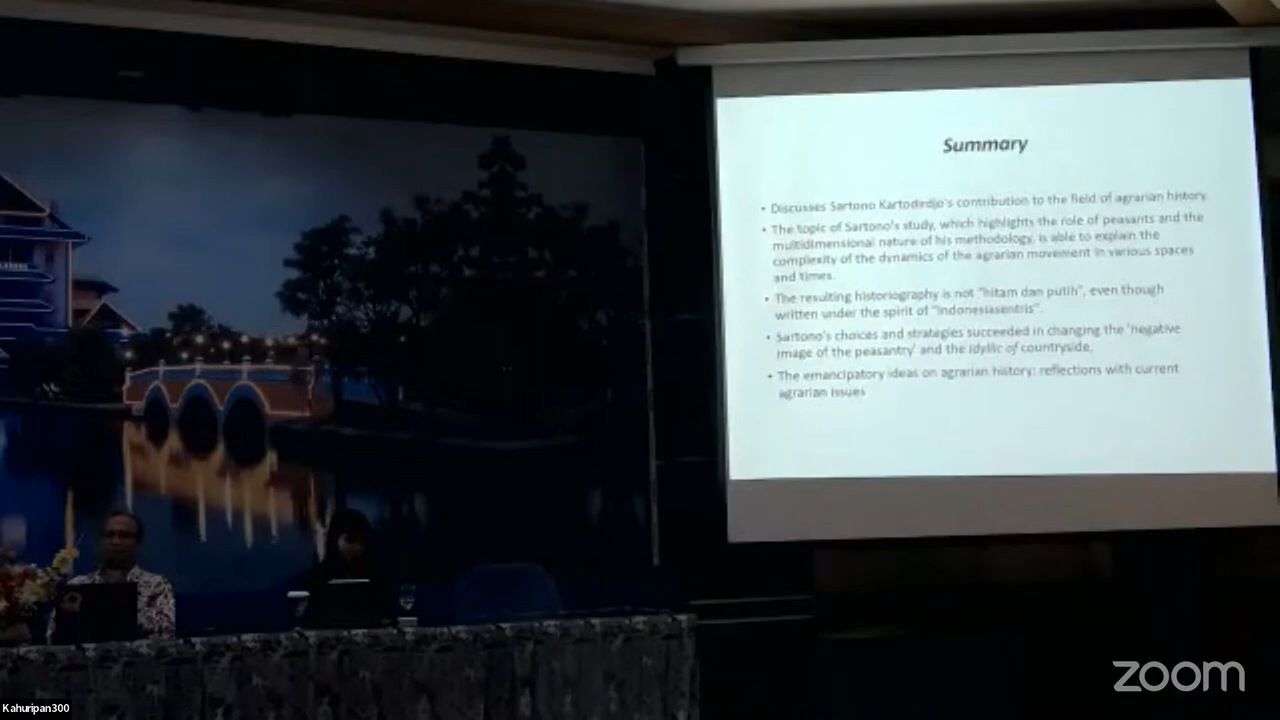 Summary
• Discusses Sartono Kartodirdjo's contribution to the field of agrarian history.
• The topic of Sartono's study, which highlights the role of peasants and the
multidimensional nature of his methodology, is able to explain the
complexity of the dynamics of the agrarian movement in various spaces
and times.
• The resulting historiography is not "hitam dan putih", even though
written under the spirit of "indonesiasentris".
• Sartono's choices and strategies succeeded in changing the 'negative
image of the peasantry' and the idyllic of countryside.
• The emancipatory ideas on agrarian history: reflections with current
agrarian issues
zoom
Kahuripan300